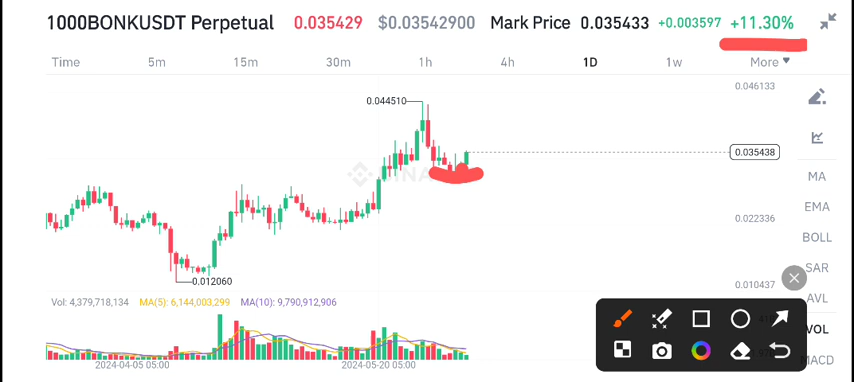 1000BONKUSDT Perpetual 0.035429 $0.03542900 Mark Price 0.035433 +0.003597 +11.30%
Time 5m 15m 30m 1h 4h 1D 1w More
0.046133
0.044510
0.035438
MA
EMA
0.022336
BOLL
SAR
0.012060
0.010437
AVL
Vol: 4,379,718,134 MA(5): 6,144,003,299 MA(10): 9,790,912,906
VOL
MACD
2024-04-05 05:00 2024-05-20 05:00